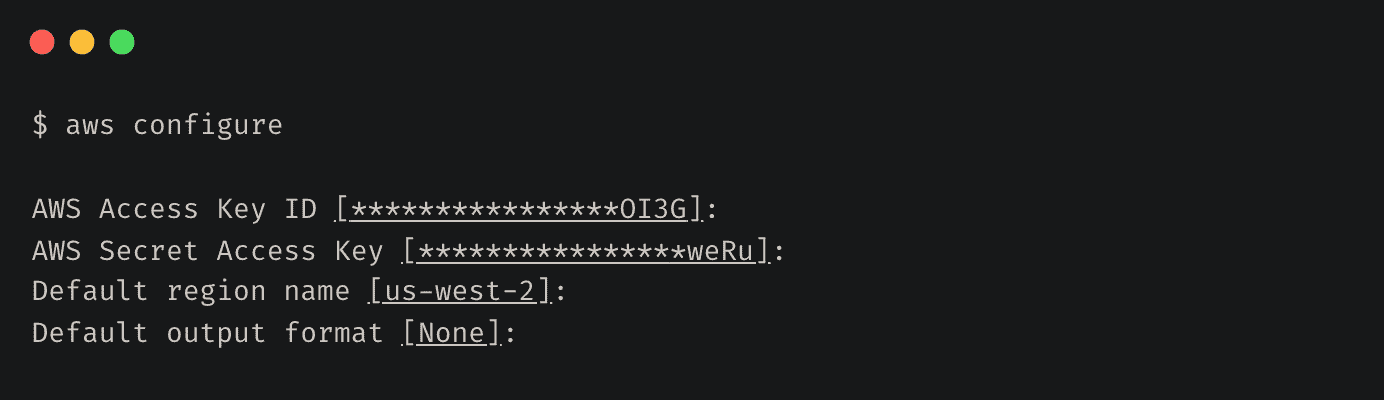 $ aws configure
AWS Access Key ID [****************OI3G]:
AWS Secret Access Key [****************weRu]:
Default region name [us-west-2]:
Default output format [None]: